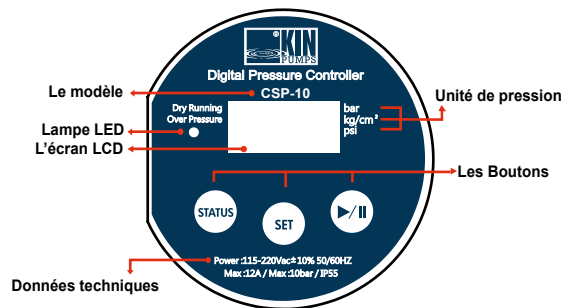 ® KIN
PUMPS
Digital Pressure Controller
Le modèle
CSP-10
Dry Running
Over Pressure
bar
kg/cm²
psi
Unité de pression
Lampe LED
L'écran LCD
Les Boutons
STATUS
SET
▶/II
Power :115-220Vac±10% 50/60HZ
Max :12A / Max :10bar / IP55
Données techniques